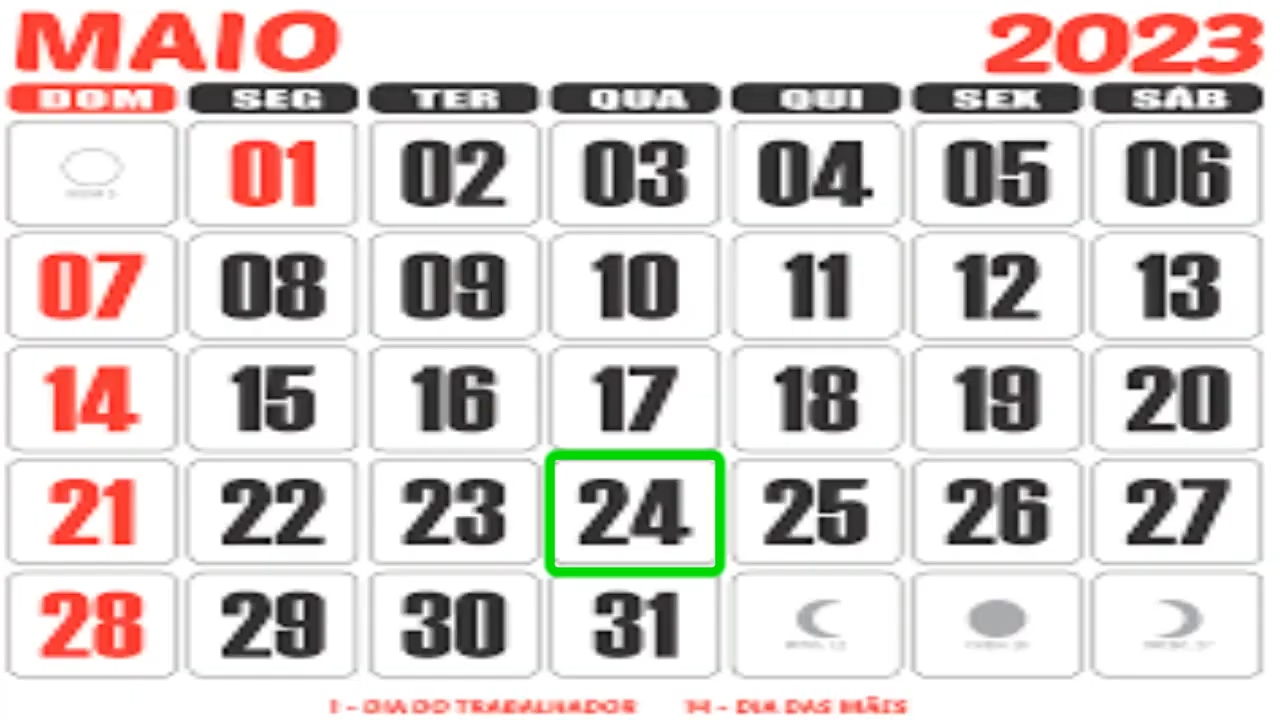 MAIO 2023
DOM SEG TER QUA QUI SEX SÁB
01 02 03 04 05 06
07 08 09 10 11 12 13
14 15 16 17 18 19 20
21 22 23 24 25 26 27
28 29 30 31
1 - DIA DO TRABALHADOR 14 - DIA DAS MÃES